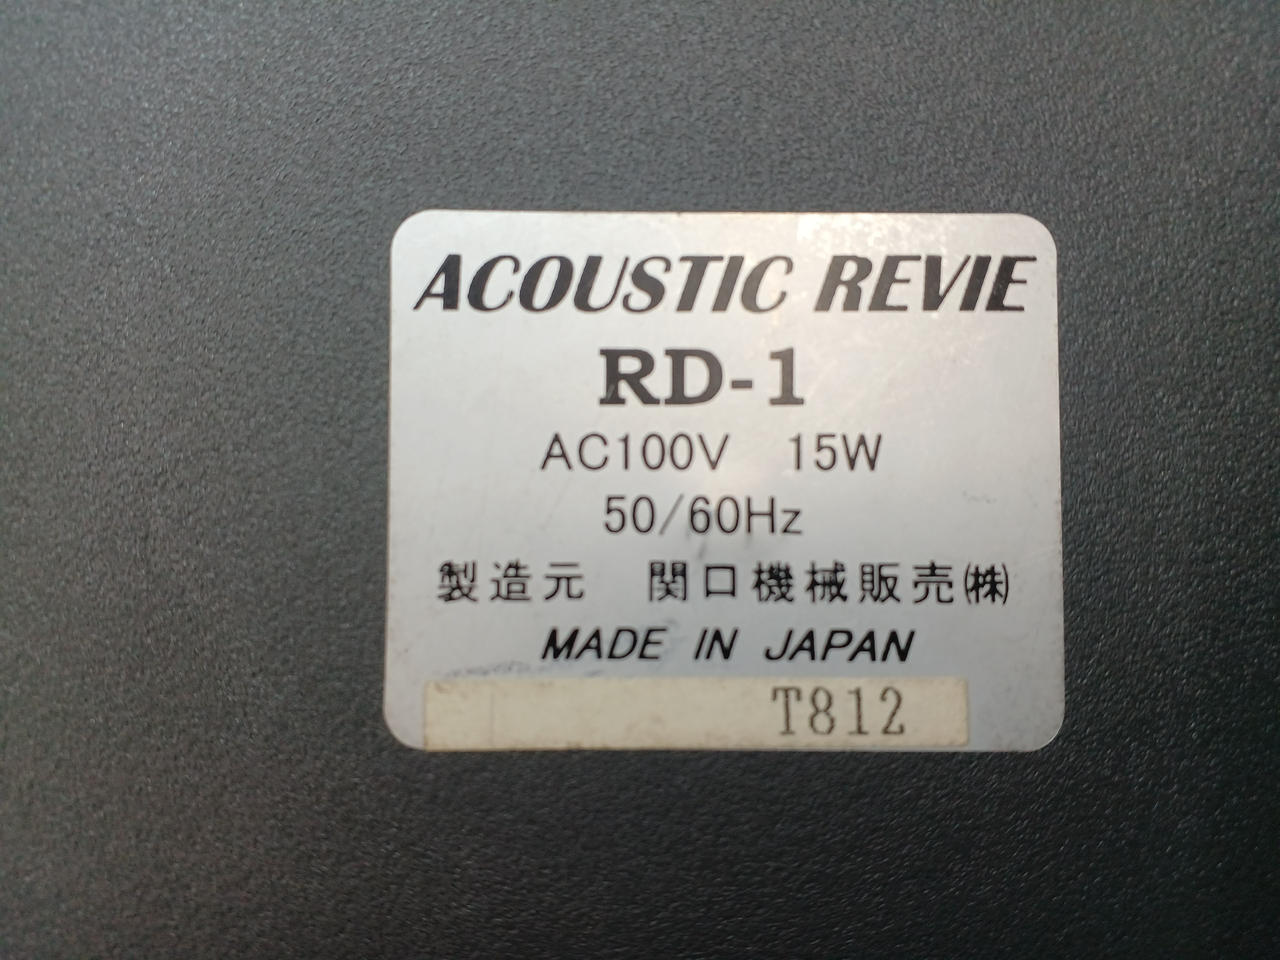 ACOUSTIC REVIE
RD-1
AC100V 15W
50/60Hz
製造元 関口機械販売㈱
MADE IN JAPAN
T812